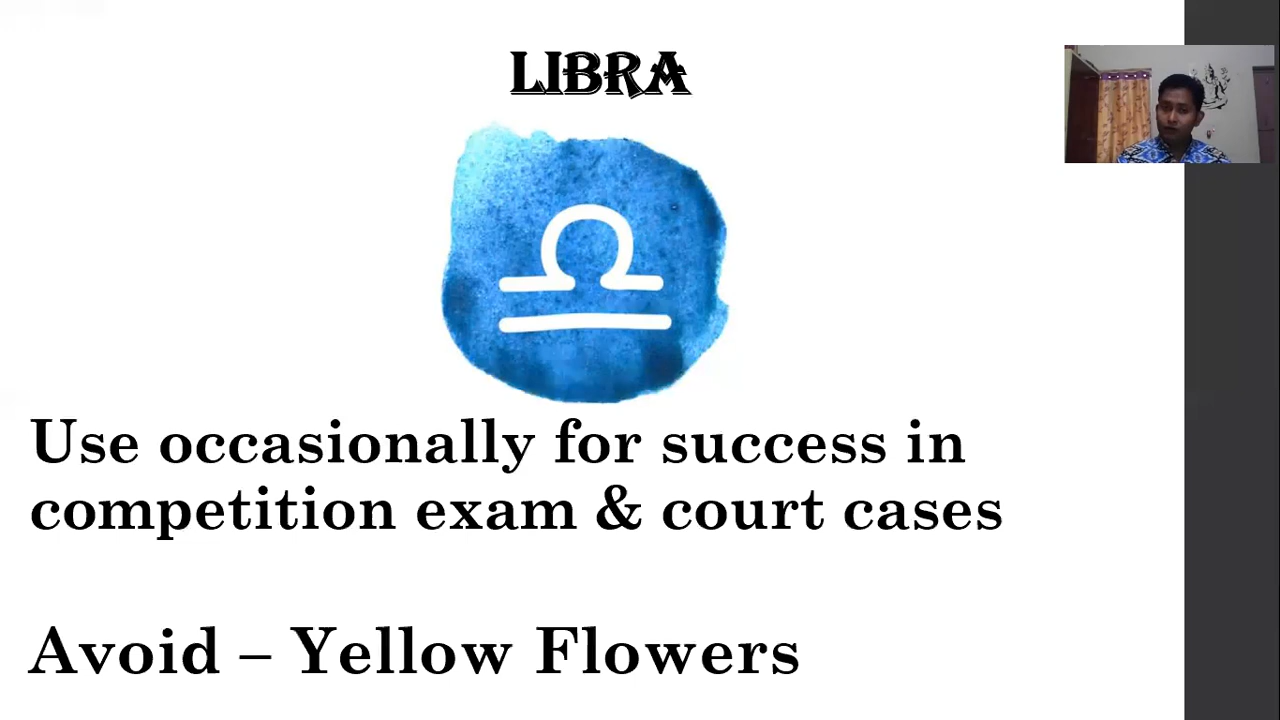 LIBRA
Use occasionally for success in
competition exam & court cases
Avoid – Yellow Flowers